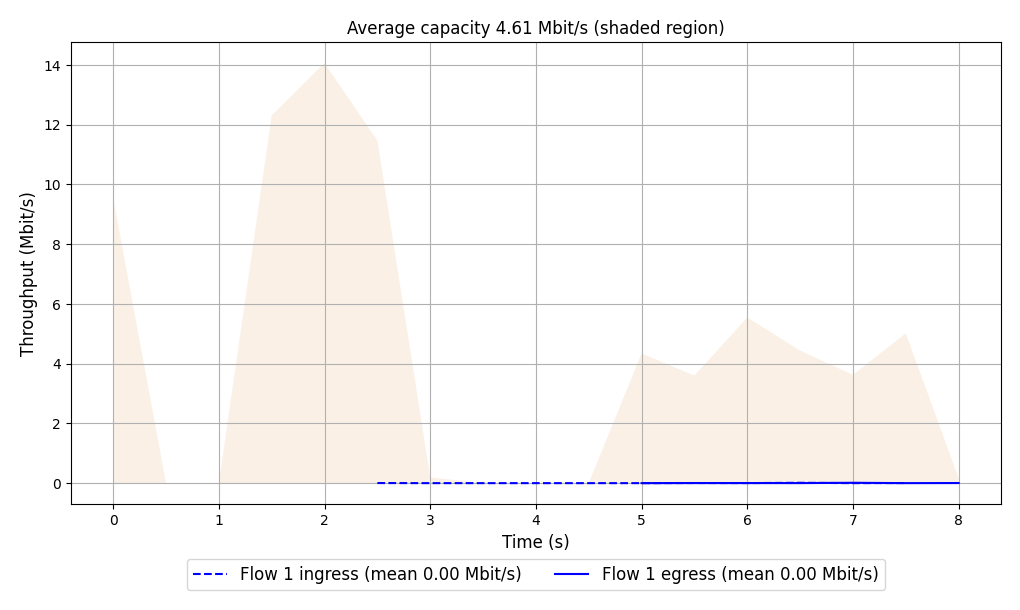 Average capacity 4.61 Mbit/s (shaded region)
Throughput (Mbit/s)
14
12
10
8
6
4
2
0
0 1 2 3 4 5 6 7 8
Time (s)
Flow 1 ingress (mean 0.00 Mbit/s) Flow 1 egress (mean 0.00 Mbit/s)